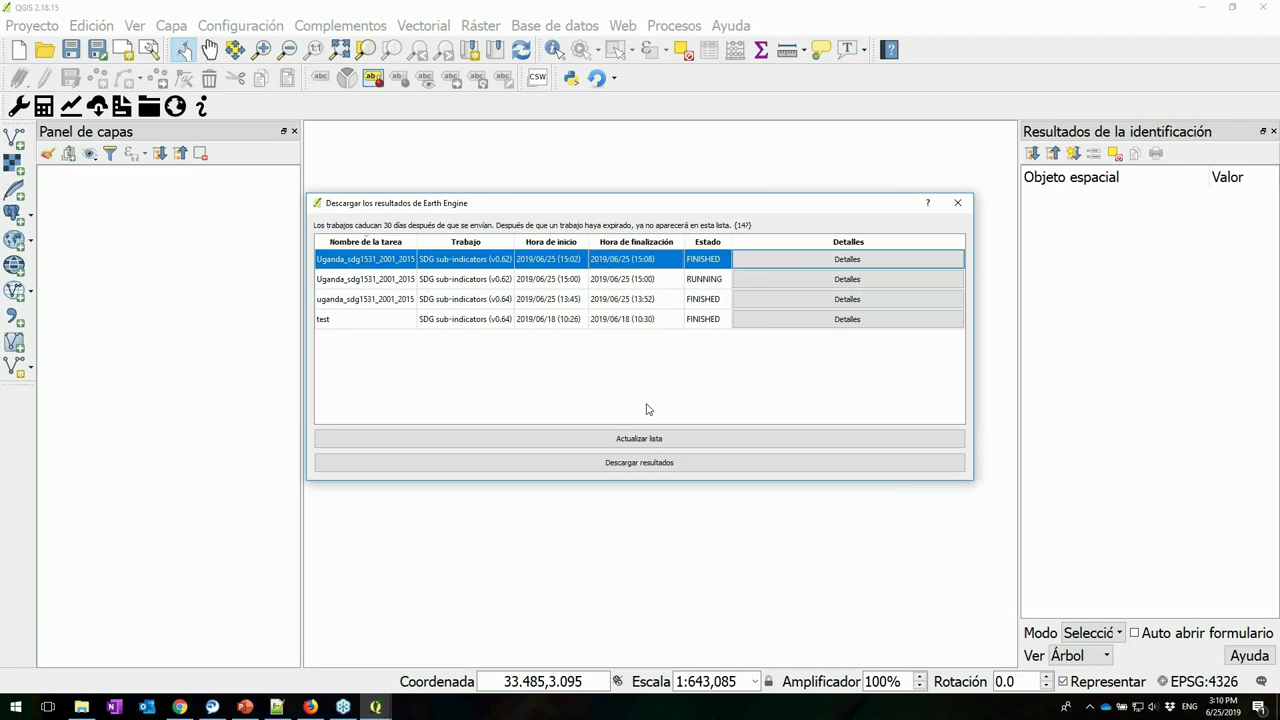 QGIS 2.18.15
Proyecto Edición Ver Capa Configuración Complementos Vectorial Ráster Base de datos Web Procesos Ayuda
CSW
Panel de capas
Resultados de la identificación
Objeto espacial Valor
Descargar los resultados de Earth Engine
Los trabajos caducan 30 días después de que se envían. Después de que un trabajo haya expirado, ya no aparecerá en esta lista. {14?}
Nombre de la tarea Trabajo Hora de inicio Hora de finalización Estado Detalles
Uganda_sdg1531_2001_2015 SDG sub-indicators (v0.62) 2019/06/25 (15:02) 2019/06/25 (15:08) FINISHED Detalles
Uganda_sdg1531_2001_2015 SDG sub-indicators (v0.62) 2019/06/25 (15:00) 2019/06/25 (15:00) RUNNING Detalles
uganda_sdg1531_2001_2015 SDG sub-indicators (v0.64) 2019/06/25 (13:45) 2019/06/25 (13:52) FINISHED Detalles
test SDG sub-indicators (v0.64) 2019/06/18 (10:26) 2019/06/18 (10:30) FINISHED Detalles
Actualizar lista
Descargar resultados
Modo Selecció Auto abrir formulario
Ver Árbol Ayuda
Coordenada 33.485,3.095 Escala 1:643,085 Amplificador 100% Rotación 0.0 Representar EPSG:4326
ENG
3:10 PM
6/25/2019